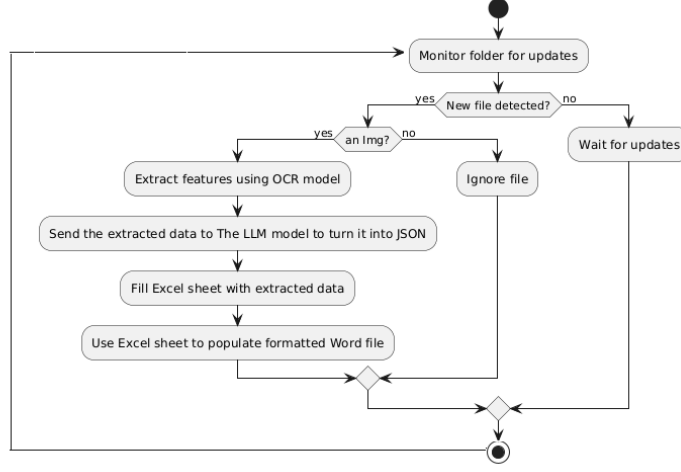 Monitor folder for updates
yes
New file detected?
no
yes
an Img?
no
Wait for updates
Extract features using OCR model
Ignore file
Send the extracted data to The LLM model to turn it into JSON
Fill Excel sheet with extracted data
Use Excel sheet to populate formatted Word file